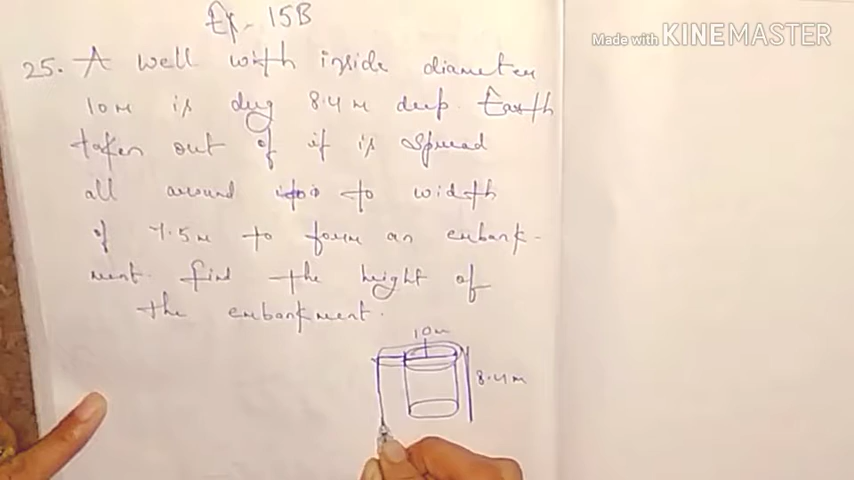 Ex- 15B
Made with KINEMASTER
25. A well with inside diameter
10m is dug 8.4m deep. Earth
taken out of it is spread
all around to width
of 7.5m to form an embank-
ment. find the height of
the embankment.
10m
8.4m